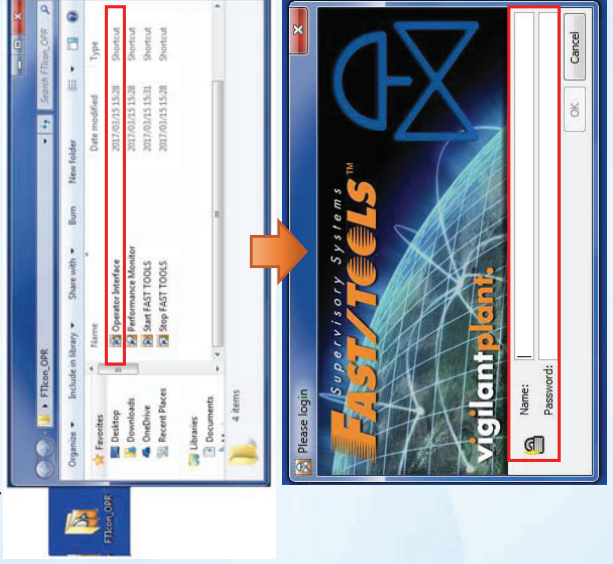 FTIcon_OPR
FTIcon_OPR
Search FTIcon_OPR
Organize
Include in library
Share with
Burn
New folder
Favorites
Desktop
Downloads
OneDrive
Recent Places
Libraries
Documents
Name
Date modified
Type
Operator Interface
2017/03/15 15:28
Shortcut
Performance Monitor
2017/03/15 15:28
Shortcut
Start FAST TOOLS
2017/03/15 15:31
Shortcut
Stop FAST TOOLS
2017/03/15 15:28
Shortcut
4 items
Please login
Supervisory Systems
FAST/TOOLS™
vigilantplant.
Name:
Password:
OK
Cancel